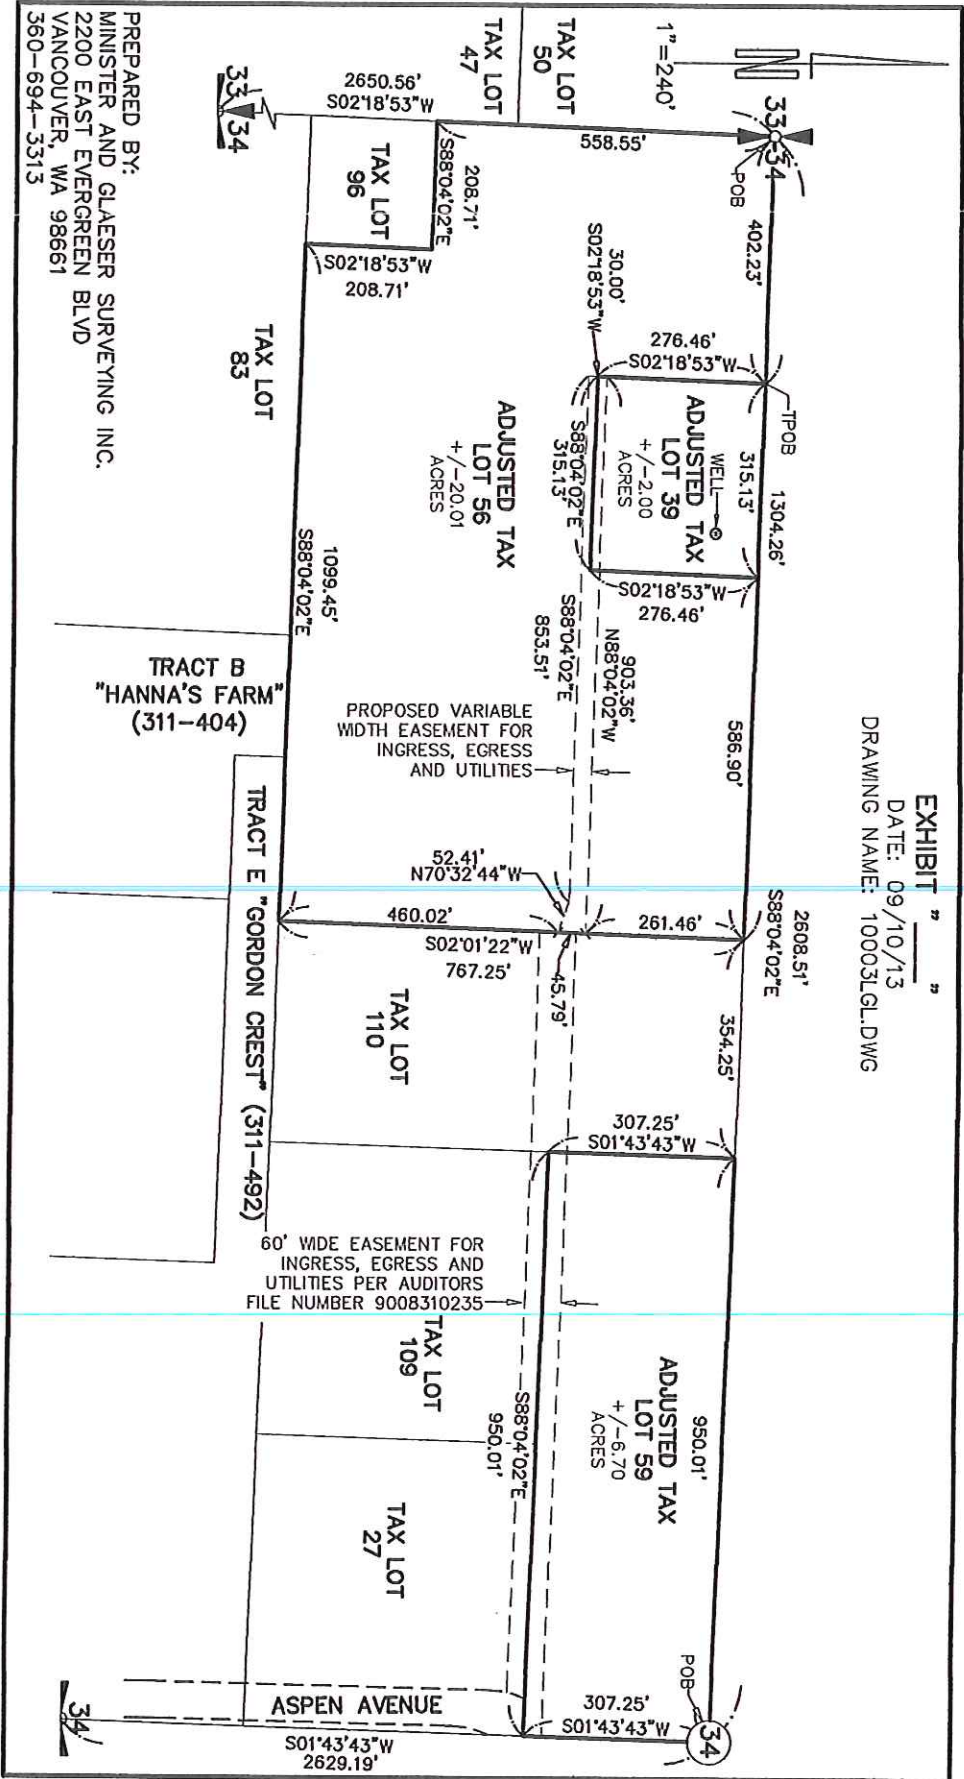 EXHIBIT " ____ "
DATE: 09/10/13
DRAWING NAME: 10003LGL.DWG
1"=240'
N
33
34
POB
402.23'
TPOB
1304.26'
315.13'
586.90'
2608.51'
S88°04'02"E
354.25'
950.01'
POB
34
TAX LOT
50
TAX LOT
47
558.55'
2650.56'
S02°18'53"W
33
34
208.71'
S88°04'02"E
TAX LOT
96
S02°18'53"W
208.71'
30.00'
S02°18'53"W
276.46'
S02°18'53"W
ADJUSTED TAX
LOT 39
+/-2.00
ACRES
WELL
S88°04'02"E
315.13'
S02°18'53"W
276.46'
ADJUSTED TAX
LOT 56
+/-20.01
ACRES
903.36'
N88°04'02"W
S88°04'02"E
853.51'
PROPOSED VARIABLE
WIDTH EASEMENT FOR
INGRESS, EGRESS
AND UTILITIES
52.41'
N70°32'44"W
261.46'
460.02'
S02°01'22"W
767.25'
45.79'
TAX LOT
110
307.25'
S01°43'43"W
ADJUSTED TAX
LOT 59
+/-6.70
ACRES
S88°04'02"E
950.01'
307.25'
S01°43'43"W
60' WIDE EASEMENT FOR
INGRESS, EGRESS AND
UTILITIES PER AUDITORS
FILE NUMBER 9008310235
TAX LOT
109
TAX LOT
27
ASPEN AVENUE
S01°43'43"W
2629.19'
34
TAX LOT
83
1099.45'
S88°04'02"E
TRACT B
"HANNA'S FARM"
(311-404)
TRACT E "GORDON CREST" (311-492)
PREPARED BY:
MINISTER AND GLAESER SURVEYING INC.
2200 EAST EVERGREEN BLVD
VANCOUVER, WA 98661
360-694-3313